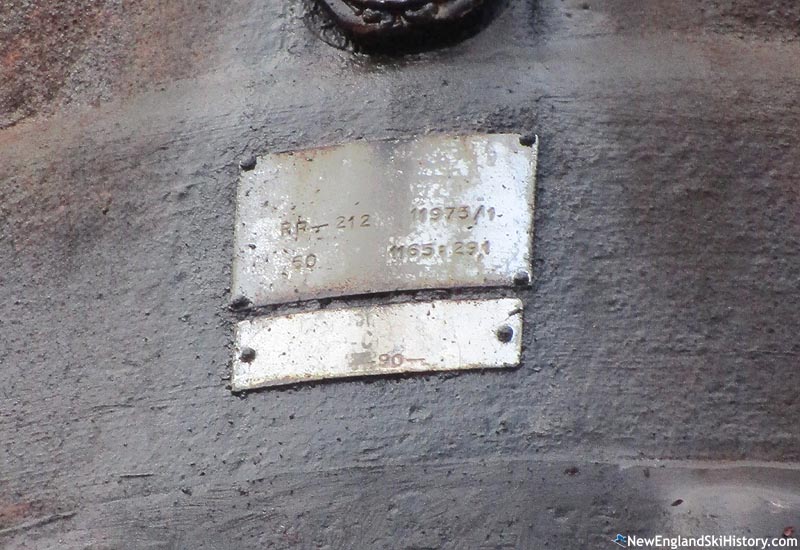 RR-212 11973/1
50 1165:291
-90-
NewEnglandSkiHistory.com